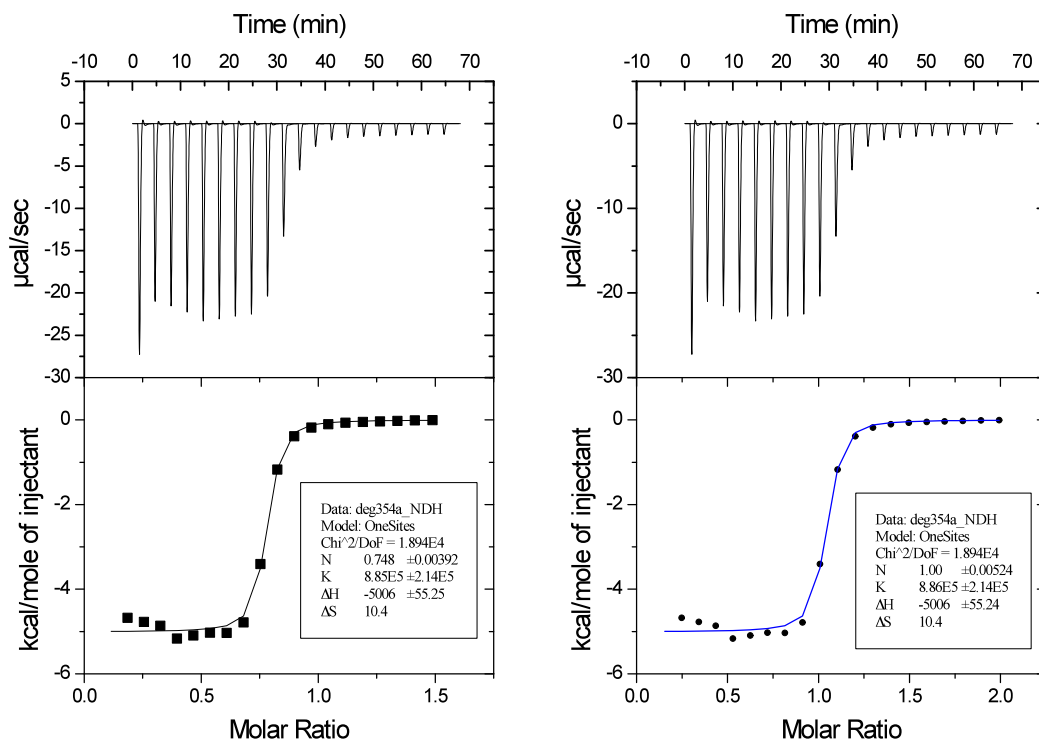 Time (min)
-10 0 10 20 30 40 50 60 70
5
0
-5
-10
-15
-20
-25
-30
µcal/sec
0
-2
-4
-6
kcal/mole of injectant
Data: deg354a_NDH
Model: OneSites
Chi^2/DoF = 1.894E4
N 0.748 ±0.00392
K 8.85E5 ±2.14E5
ΔH -5006 ±55.25
ΔS 10.4
0.0 0.5 1.0 1.5
Molar Ratio
Time (min)
-10 0 10 20 30 40 50 60 70
0
-5
-10
-15
-20
-25
-30
µcal/sec
0
-2
-4
-6
kcal/mole of injectant
Data: deg354a_NDH
Model: OneSites
Chi^2/DoF = 1.894E4
N 1.00 ±0.00524
K 8.86E5 ±2.14E5
ΔH -5006 ±55.24
ΔS 10.4
0.0 0.5 1.0 1.5 2.0
Molar Ratio